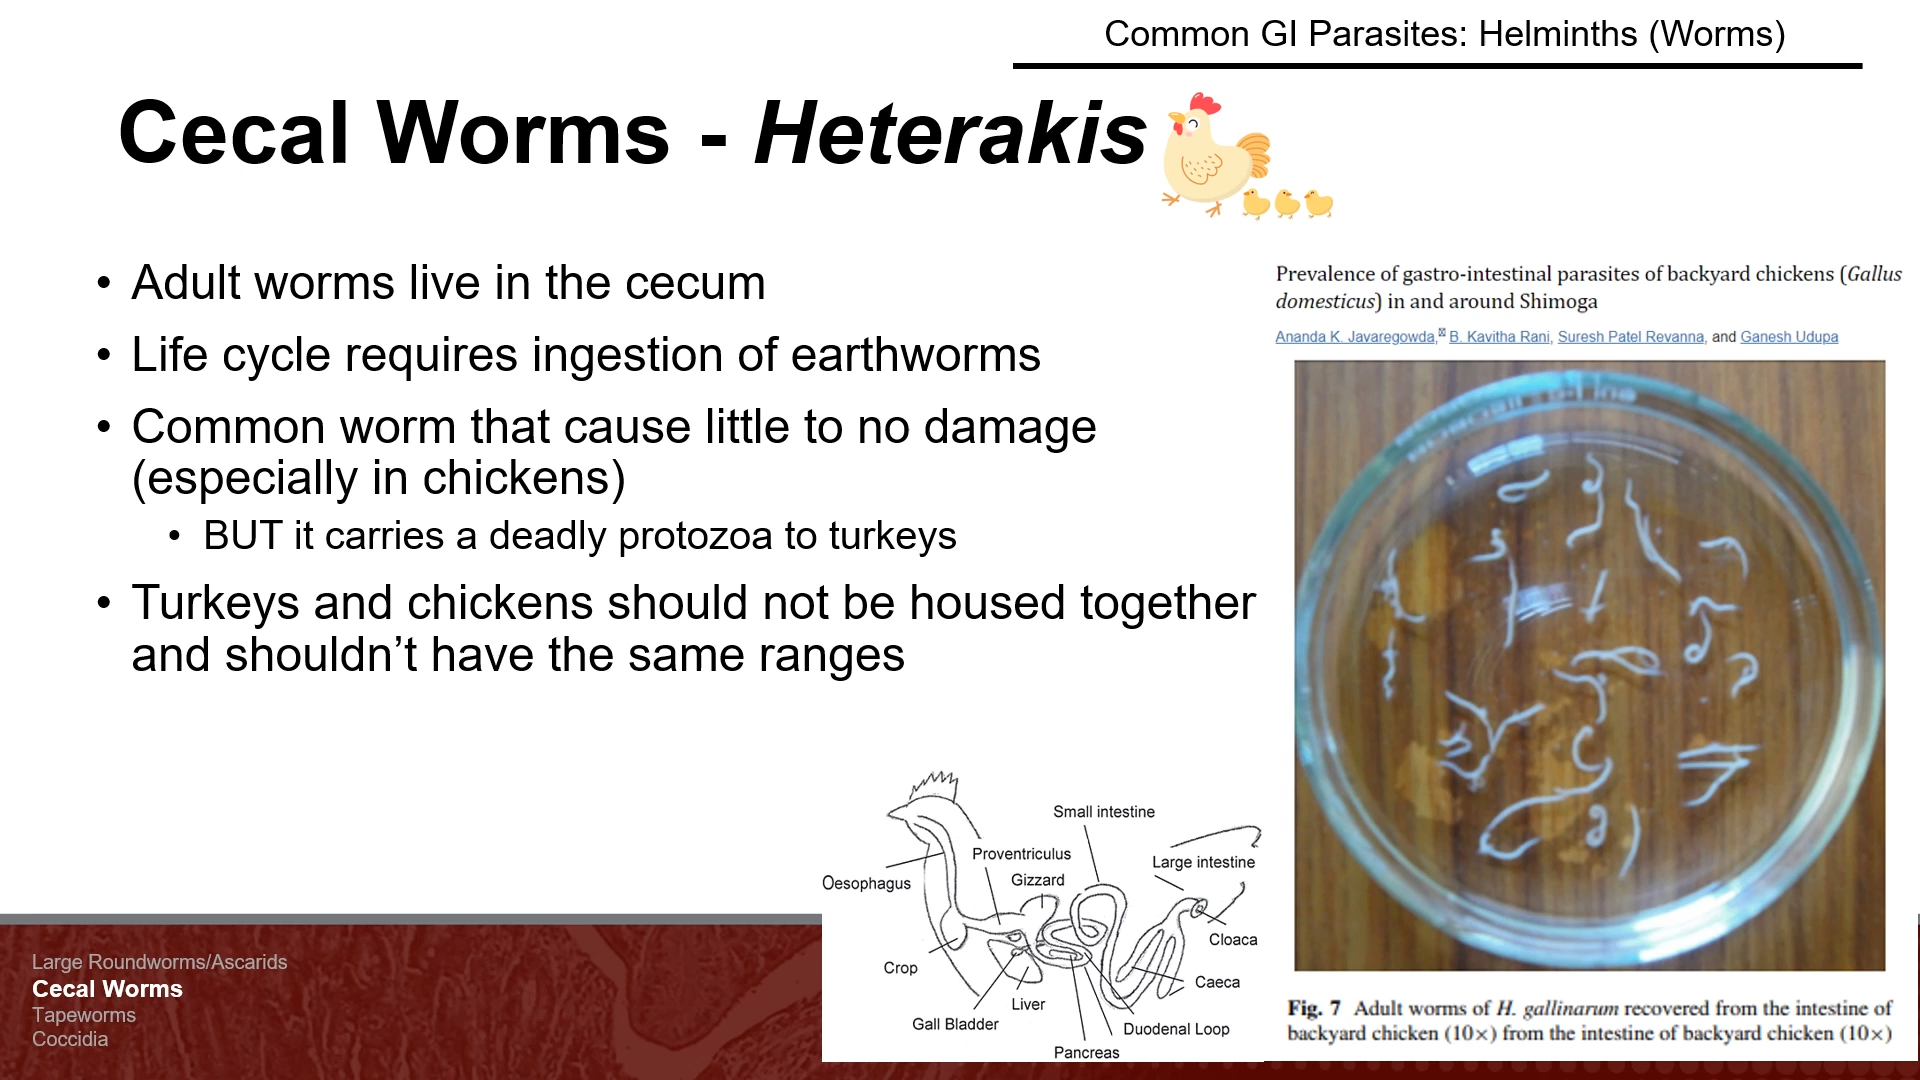 Common GI Parasites: Helminths (Worms)
Cecal Worms - Heterakis
• Adult worms live in the cecum
• Life cycle requires ingestion of earthworms
• Common worm that cause little to no damage
(especially in chickens)
• BUT it carries a deadly protozoa to turkeys
• Turkeys and chickens should not be housed together
and shouldn’t have the same ranges
Prevalence of gastro-intestinal parasites of backyard chickens (Gallus
domesticus) in and around Shimoga
Ananda K. Javaregowda, B. Kavitha Rani, Suresh Patel Revanna, and Ganesh Udupa
Small intestine
Proventriculus
Large intestine
Oesophagus
Gizzard
Cloaca
Crop
Caeca
Liver
Gall Bladder
Duodenal Loop
Pancreas
Fig. 7 Adult worms of H. gallinarum recovered from the intestine of
backyard chicken (10×) from the intestine of backyard chicken (10×)
Large Roundworms/Ascarids
Cecal Worms
Tapeworms
Coccidia